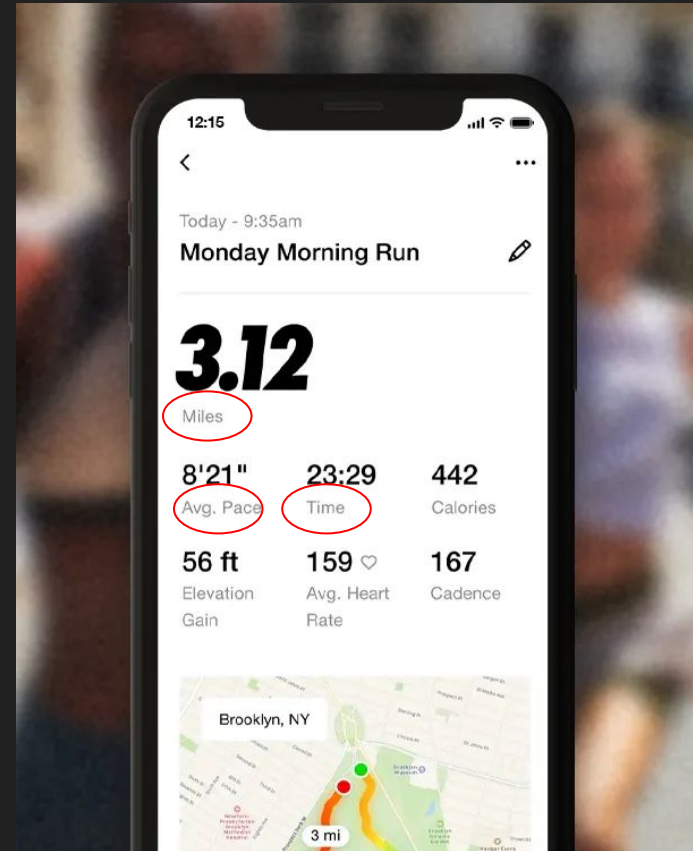 12:15
Today - 9:35am
Monday Morning Run
3.12
Miles
8'21" 23:29 442
Avg. Pace Time Calories
56 ft 159 167
Elevation Avg. Heart Cadence
Gain Rate
Brooklyn, NY
3 mi